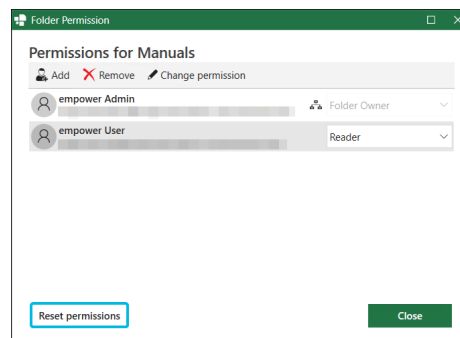 Folder Permission
Permissions for Manuals
Add Remove Change permission
empower Admin
Folder Owner
empower User
Reader
Reset permissions Close